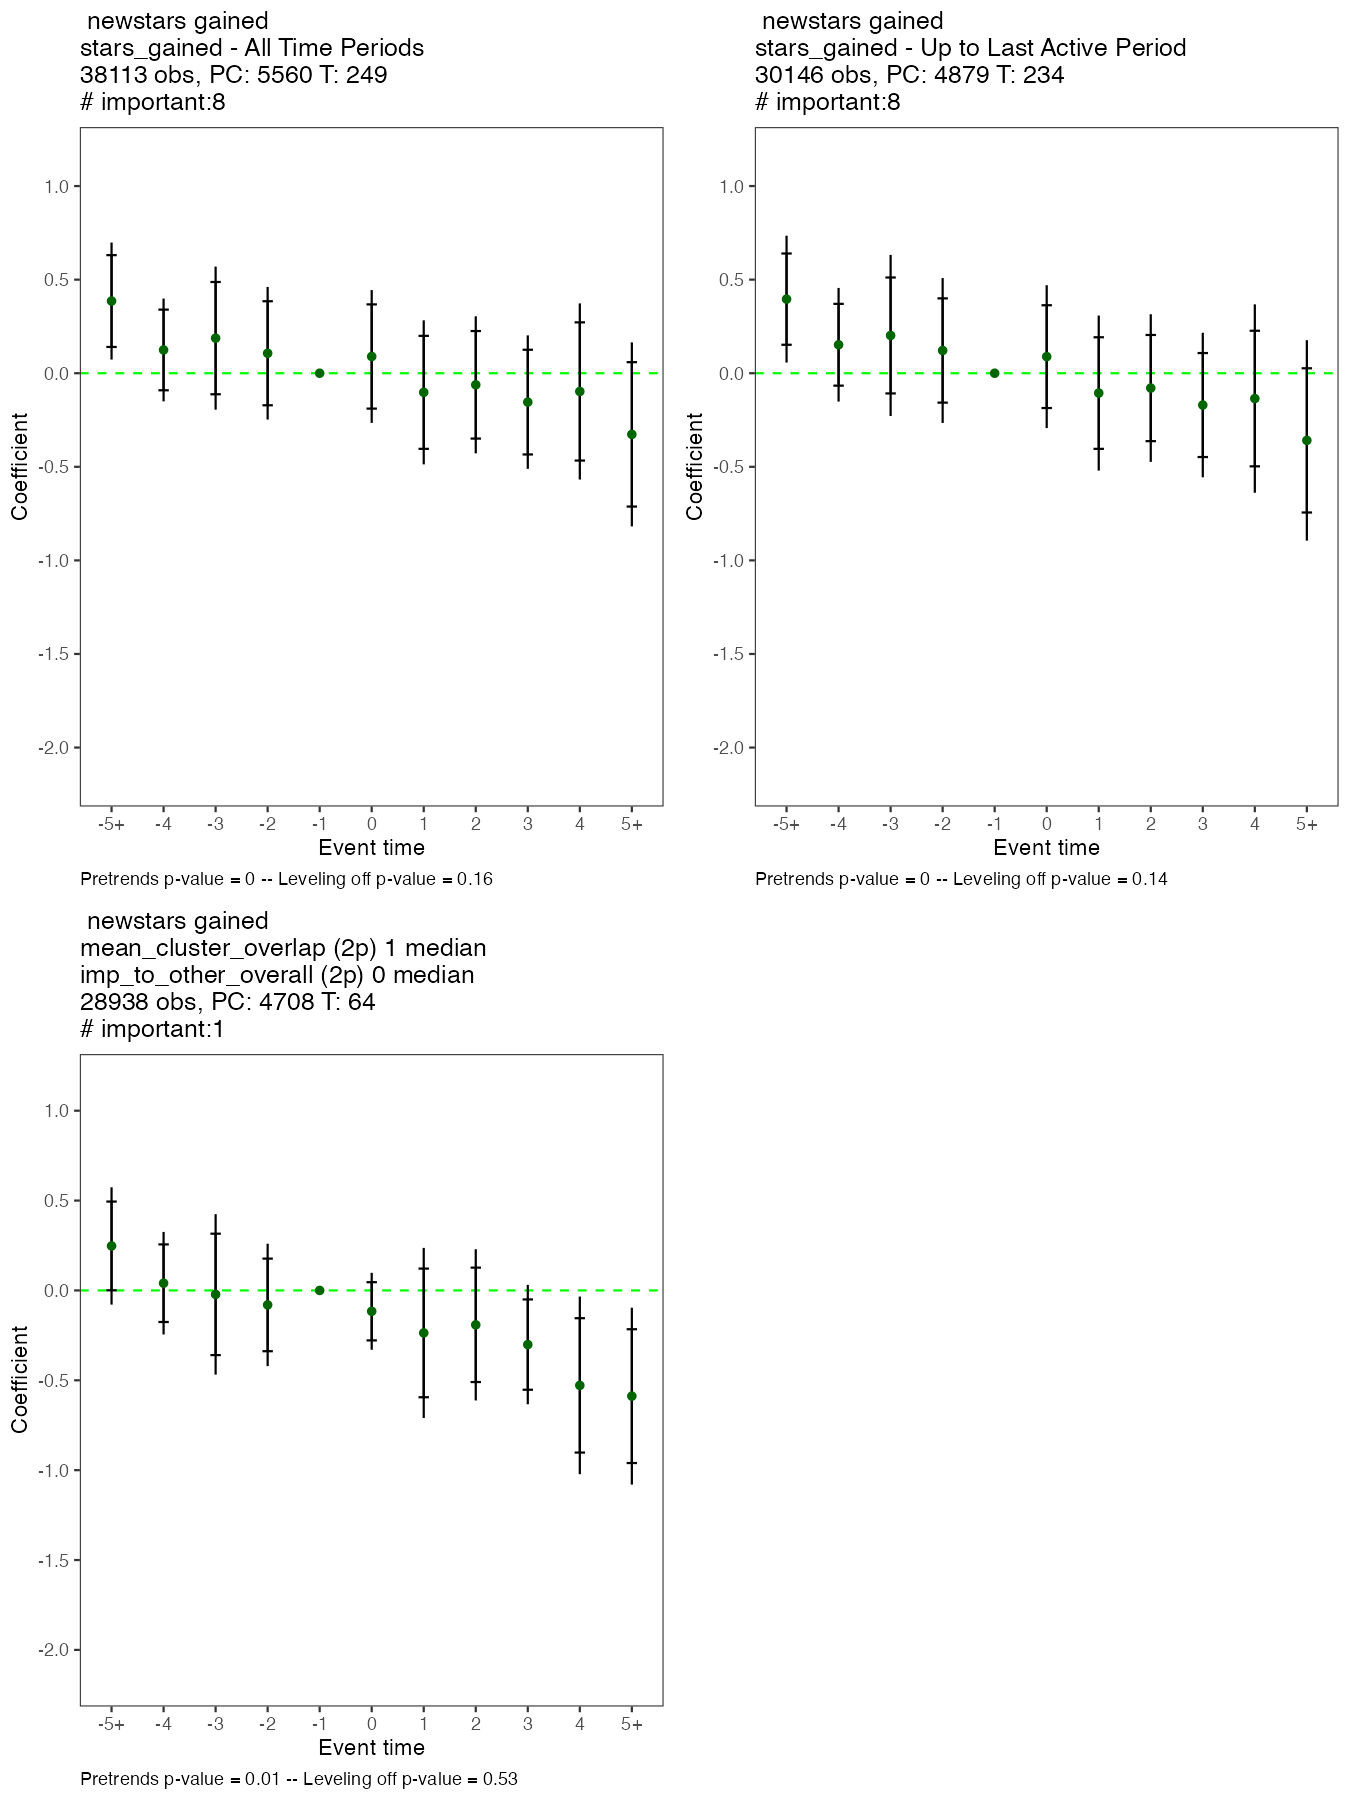 newstars gained
stars_gained - All Time Periods
38113 obs, PC: 5560 T: 249
# important:8
1.0
0.5
0.0
-0.5
-1.0
-1.5
-2.0
Coefficient
-5+ -4 -3 -2 -1 0 1 2 3 4 5+
Event time
Pretrends p-value = 0 -- Leveling off p-value = 0.16
newstars gained
stars_gained - Up to Last Active Period
30146 obs, PC: 4879 T: 234
# important:8
1.0
0.5
0.0
-0.5
-1.0
-1.5
-2.0
Coefficient
-5+ -4 -3 -2 -1 0 1 2 3 4 5+
Event time
Pretrends p-value = 0 -- Leveling off p-value = 0.14
newstars gained
mean_cluster_overlap (2p) 1 median
imp_to_other_overall (2p) 0 median
28938 obs, PC: 4708 T: 64
# important:1
1.0
0.5
0.0
-0.5
-1.0
-1.5
-2.0
Coefficient
-5+ -4 -3 -2 -1 0 1 2 3 4 5+
Event time
Pretrends p-value = 0.01 -- Leveling off p-value = 0.53